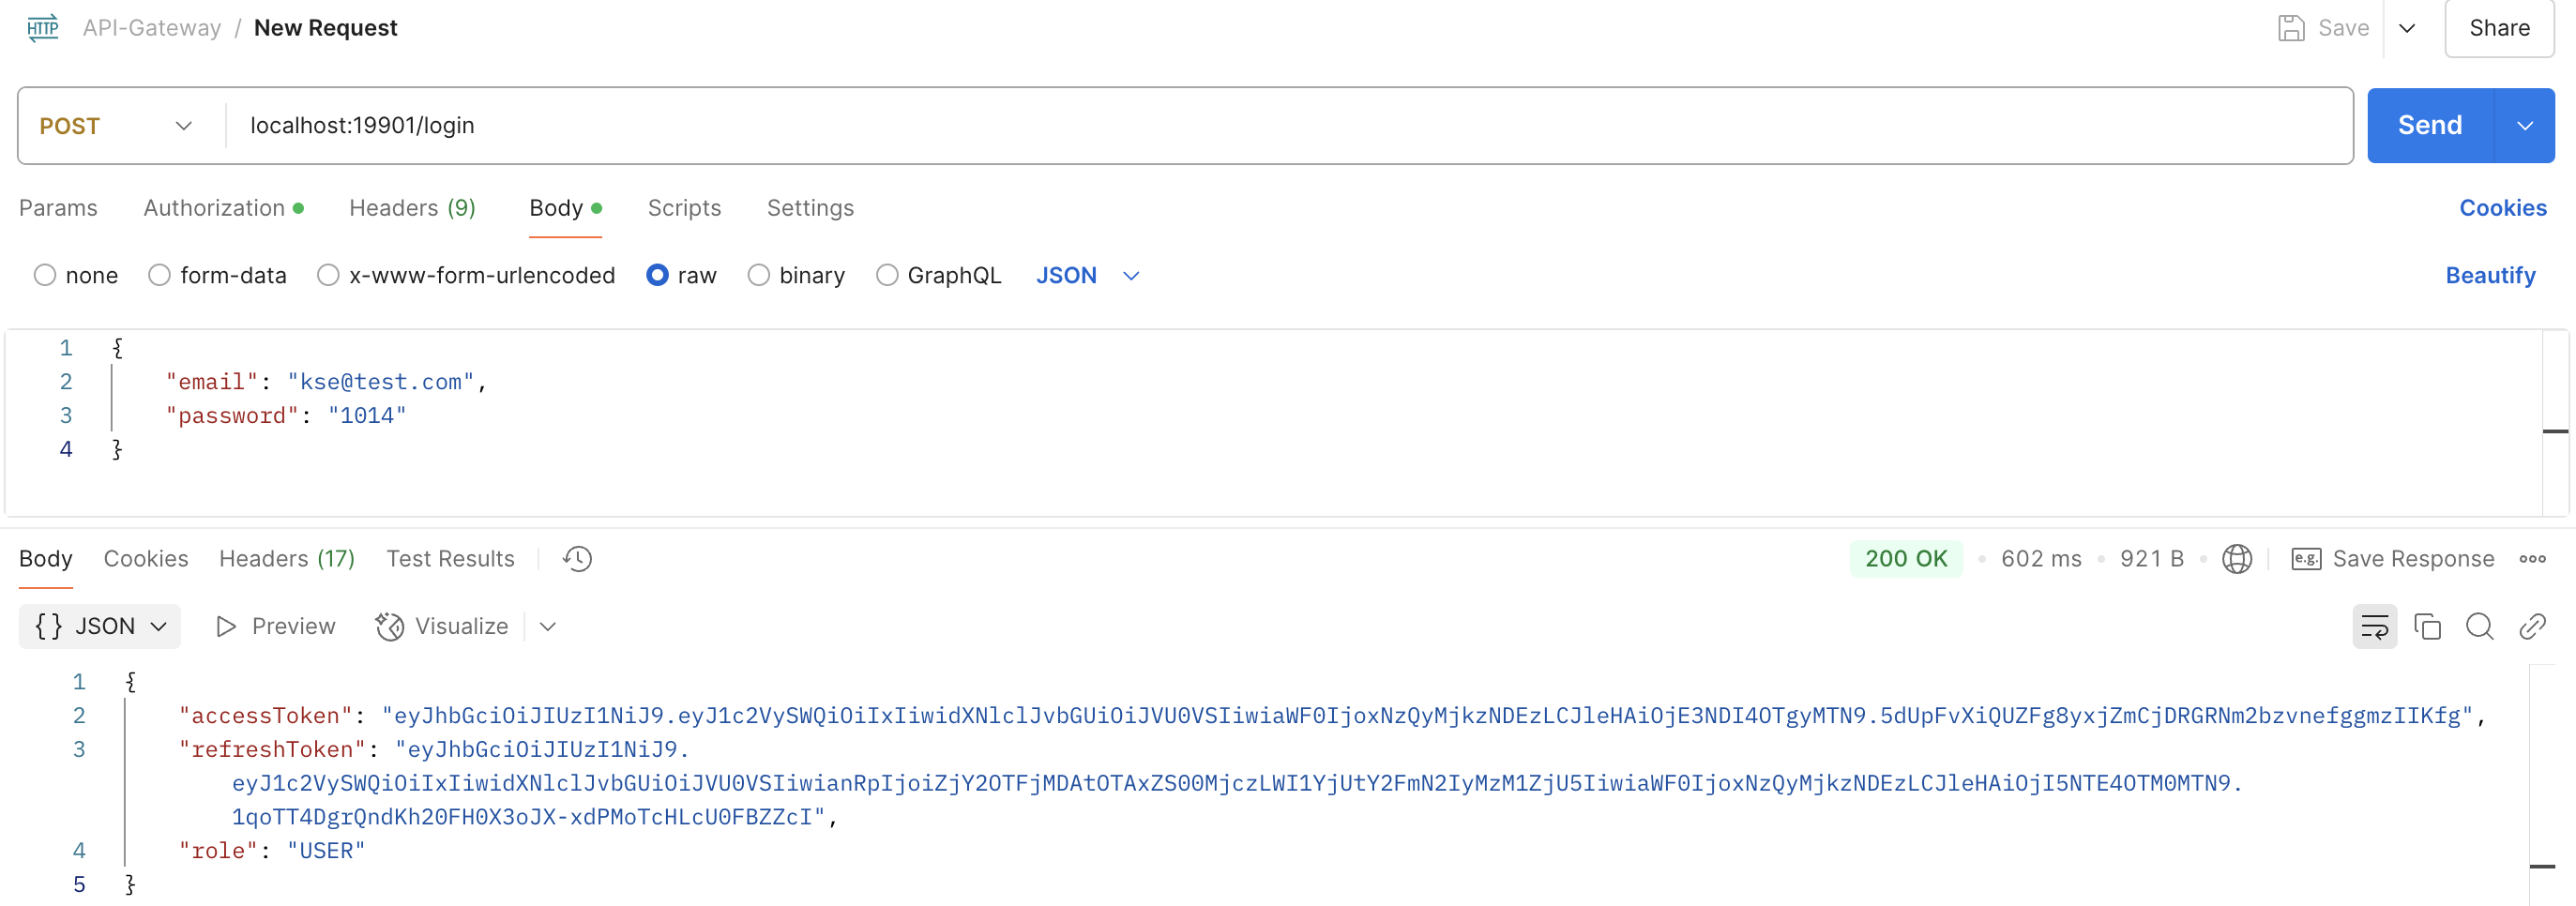 HTTP API-Gateway / New Request Save Share
POST localhost:19901/login Send
Params Authorization Headers (9) Body Scripts Settings Cookies
none form-data x-www-form-urlencoded raw binary GraphQL JSON Beautify
1 {
2 "email": "kse@test.com",
3 "password": "1014"
4 }
Body Cookies Headers (17) Test Results 200 OK 602 ms 921 B e.g. Save Response
{} JSON Preview Visualize
1 {
2 "accessToken": "eyJhbGciOiJIUzI1NiJ9.eyJ1c2VySWQiOiIxIiwidXNlclJvbGUiOiJVU0VSIiwiaWF0IjoxNzQyMjkzNDEzLCJleHAiOjE3NDI4OTgyMTN9.5dUpFvXiQUZFg8yxjZmCjDRGRNm2bzvnefggmzIIKfg",
3 "refreshToken": "eyJhbGciOiJIUzI1NiJ9.
eyJ1c2VySWQiOiIxIiwidXNlclJvbGUiOiJVU0VSIiwianRpIjoiZjY2OTFjMDAtOTAxZS00MjczLWI1YjUtY2FmN2IyMzM1ZjU5IiwiaWF0IjoxNzQyMjkzNDEzLCJleHAiOjI5NTE4OTM0MTN9.
1qoTT4DgrQndKh20FH0X3oJX-xdPMoTcHLcU0FBZZcI",
4 "role": "USER"
5 }